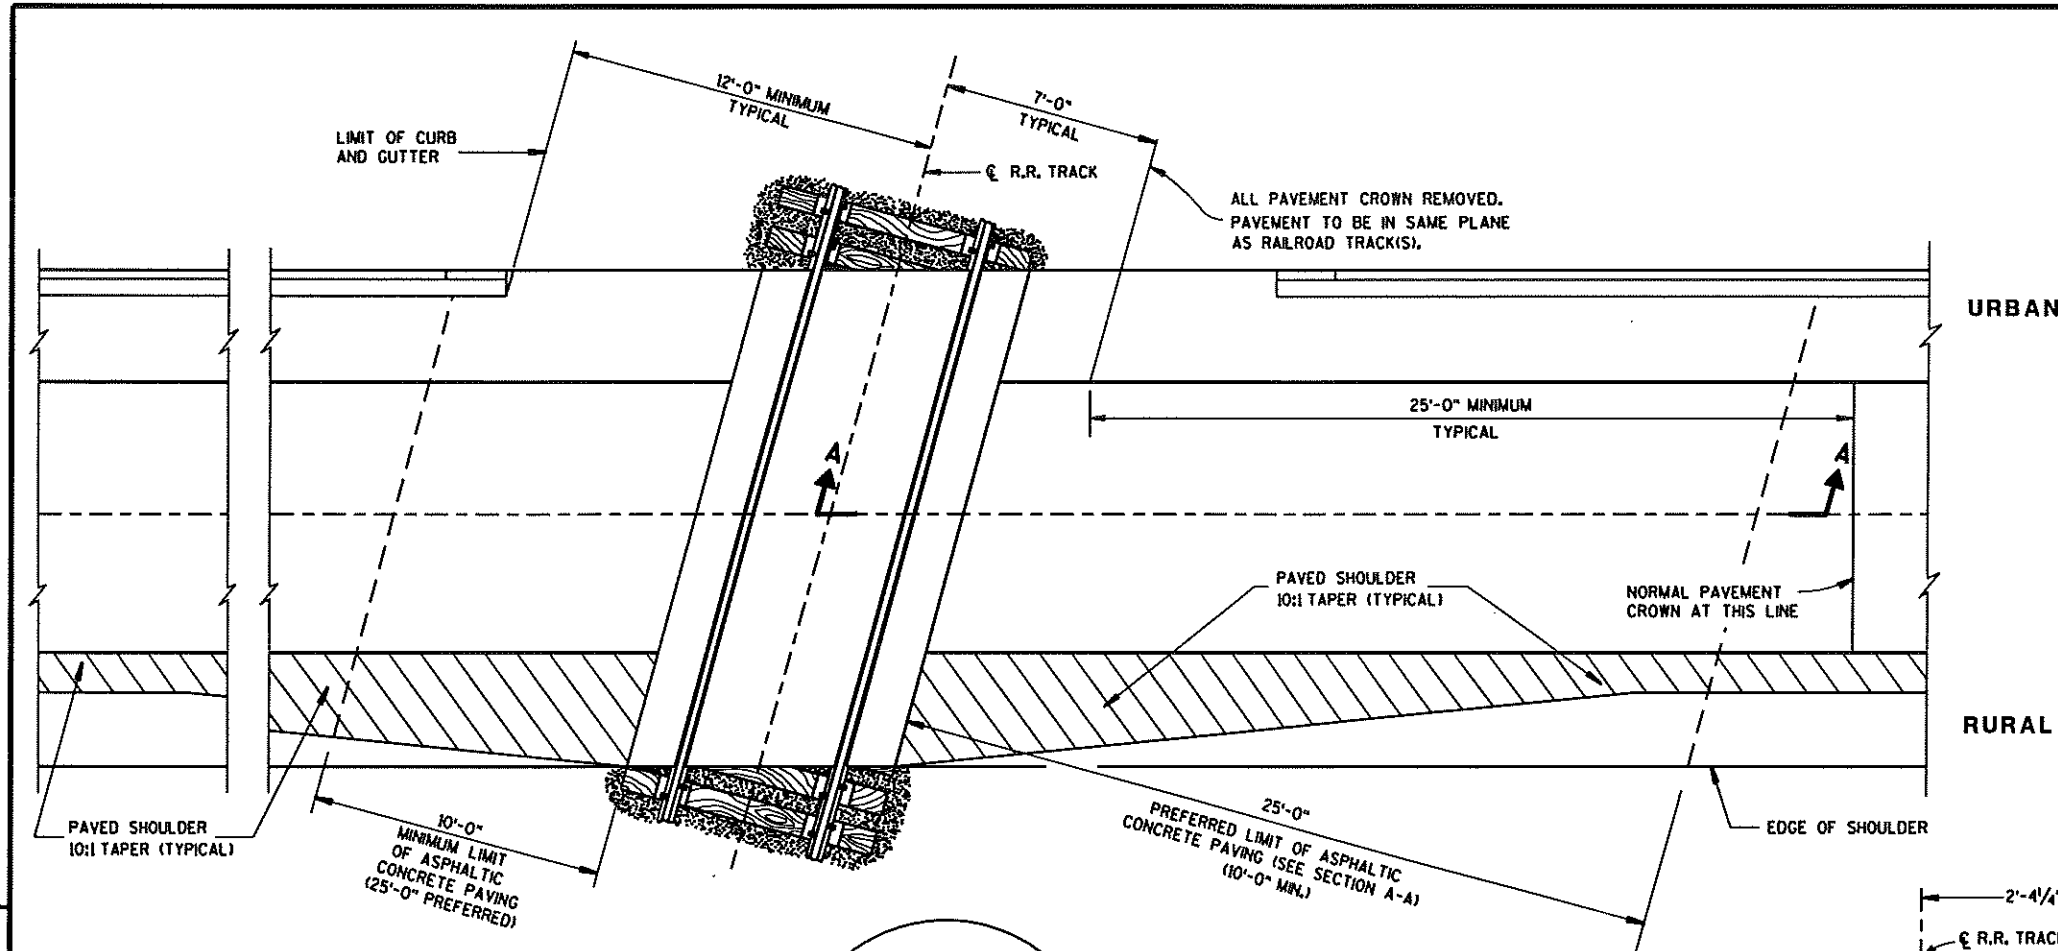 12'-0" MINIMUM
TYPICAL
7'-0"
TYPICAL
LIMIT OF CURB
AND GUTTER
℄ R.R. TRACK
ALL PAVEMENT CROWN REMOVED.
PAVEMENT TO BE IN SAME PLANE
AS RAILROAD TRACK(S).
URBAN
25'-0" MINIMUM
TYPICAL
A
A
PAVED SHOULDER
10:1 TAPER (TYPICAL)
NORMAL PAVEMENT
CROWN AT THIS LINE
RURAL
PAVED SHOULDER
10:1 TAPER (TYPICAL)
10'-0"
MINIMUM LIMIT
OF ASPHALTIC
CONCRETE PAVING
(25'-0" PREFERRED)
25'-0"
PREFERRED LIMIT OF ASPHALTIC
CONCRETE PAVING (SEE SECTION A-A)
(10'-0" MIN.)
EDGE OF SHOULDER
2'-4¼"
℄ R.R. TRACK